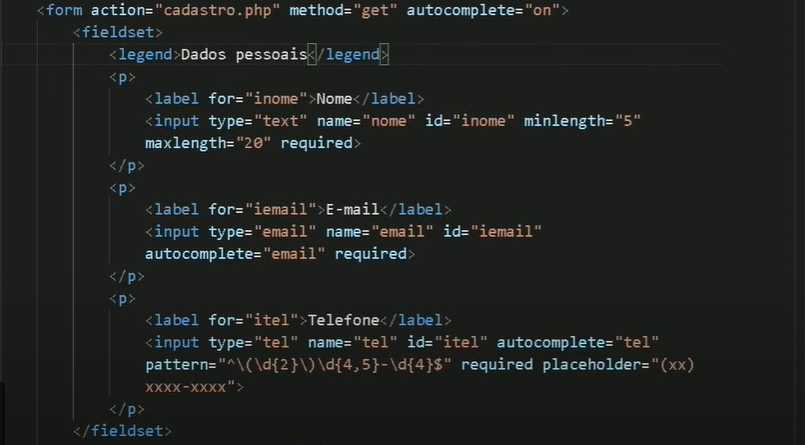 <form action="cadastro.php" method="get" autocomplete="on">
<fieldset>
<legend>Dados pessoais</legend>
<p>
<label for="inome">Nome</label>
<input type="text" name="nome" id="inome" minlength="5"
maxlength="20" required>
</p>
<p>
<label for="iemail">E-mail</label>
<input type="email" name="email" id="iemail"
autocomplete="email" required>
</p>
<p>
<label for="itel">Telefone</label>
<input type="tel" name="tel" id="itel" autocomplete="tel"
pattern="^\(\d{2}\)\d{4,5}-\d{4}$" required placeholder="(xx)
xxxx-xxxx">
</p>
</fieldset>